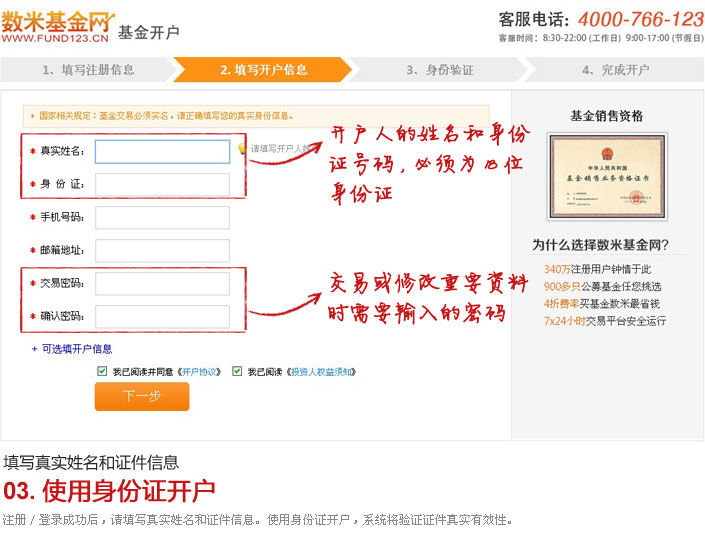 数米基金网
WWW.FUND123.CN
基金开户
客服电话：4000-766-123
客服时间：8:30-22:00 (工作日) 9:00-17:00 (节假日)
1、填写注册信息
2. 填写开户信息
3、身份验证
4、完成开户
* 国家相关规定：基金交易必须实名，请正确填写您的真实身份信息。
* 真实姓名：
请填写开户人姓
* 身 份 证：
* 手机号码：
邮箱地址：
* 交易密码：
* 确认密码：
开户人的姓名和身份
证号码，必须为18位
身份证
交易或修改重要资料
时需要输入的密码
+ 可选填开户信息
我已阅读并同意《开户协议》
我已阅读《投资人权益须知》
下一步
基金销售资格
中华人民共和国
基金销售业务资格证书
为什么选择数米基金网?
340万注册用户钟情于此
900多只公募基金任您挑选
4折费率买基金数米最省钱
7x24小时交易平台安全运行
填写真实姓名和证件信息
03. 使用身份证开户
注册 / 登录成功后，请填写真实姓名和证件信息。使用身份证开户，系统将验证证件真实有效性。